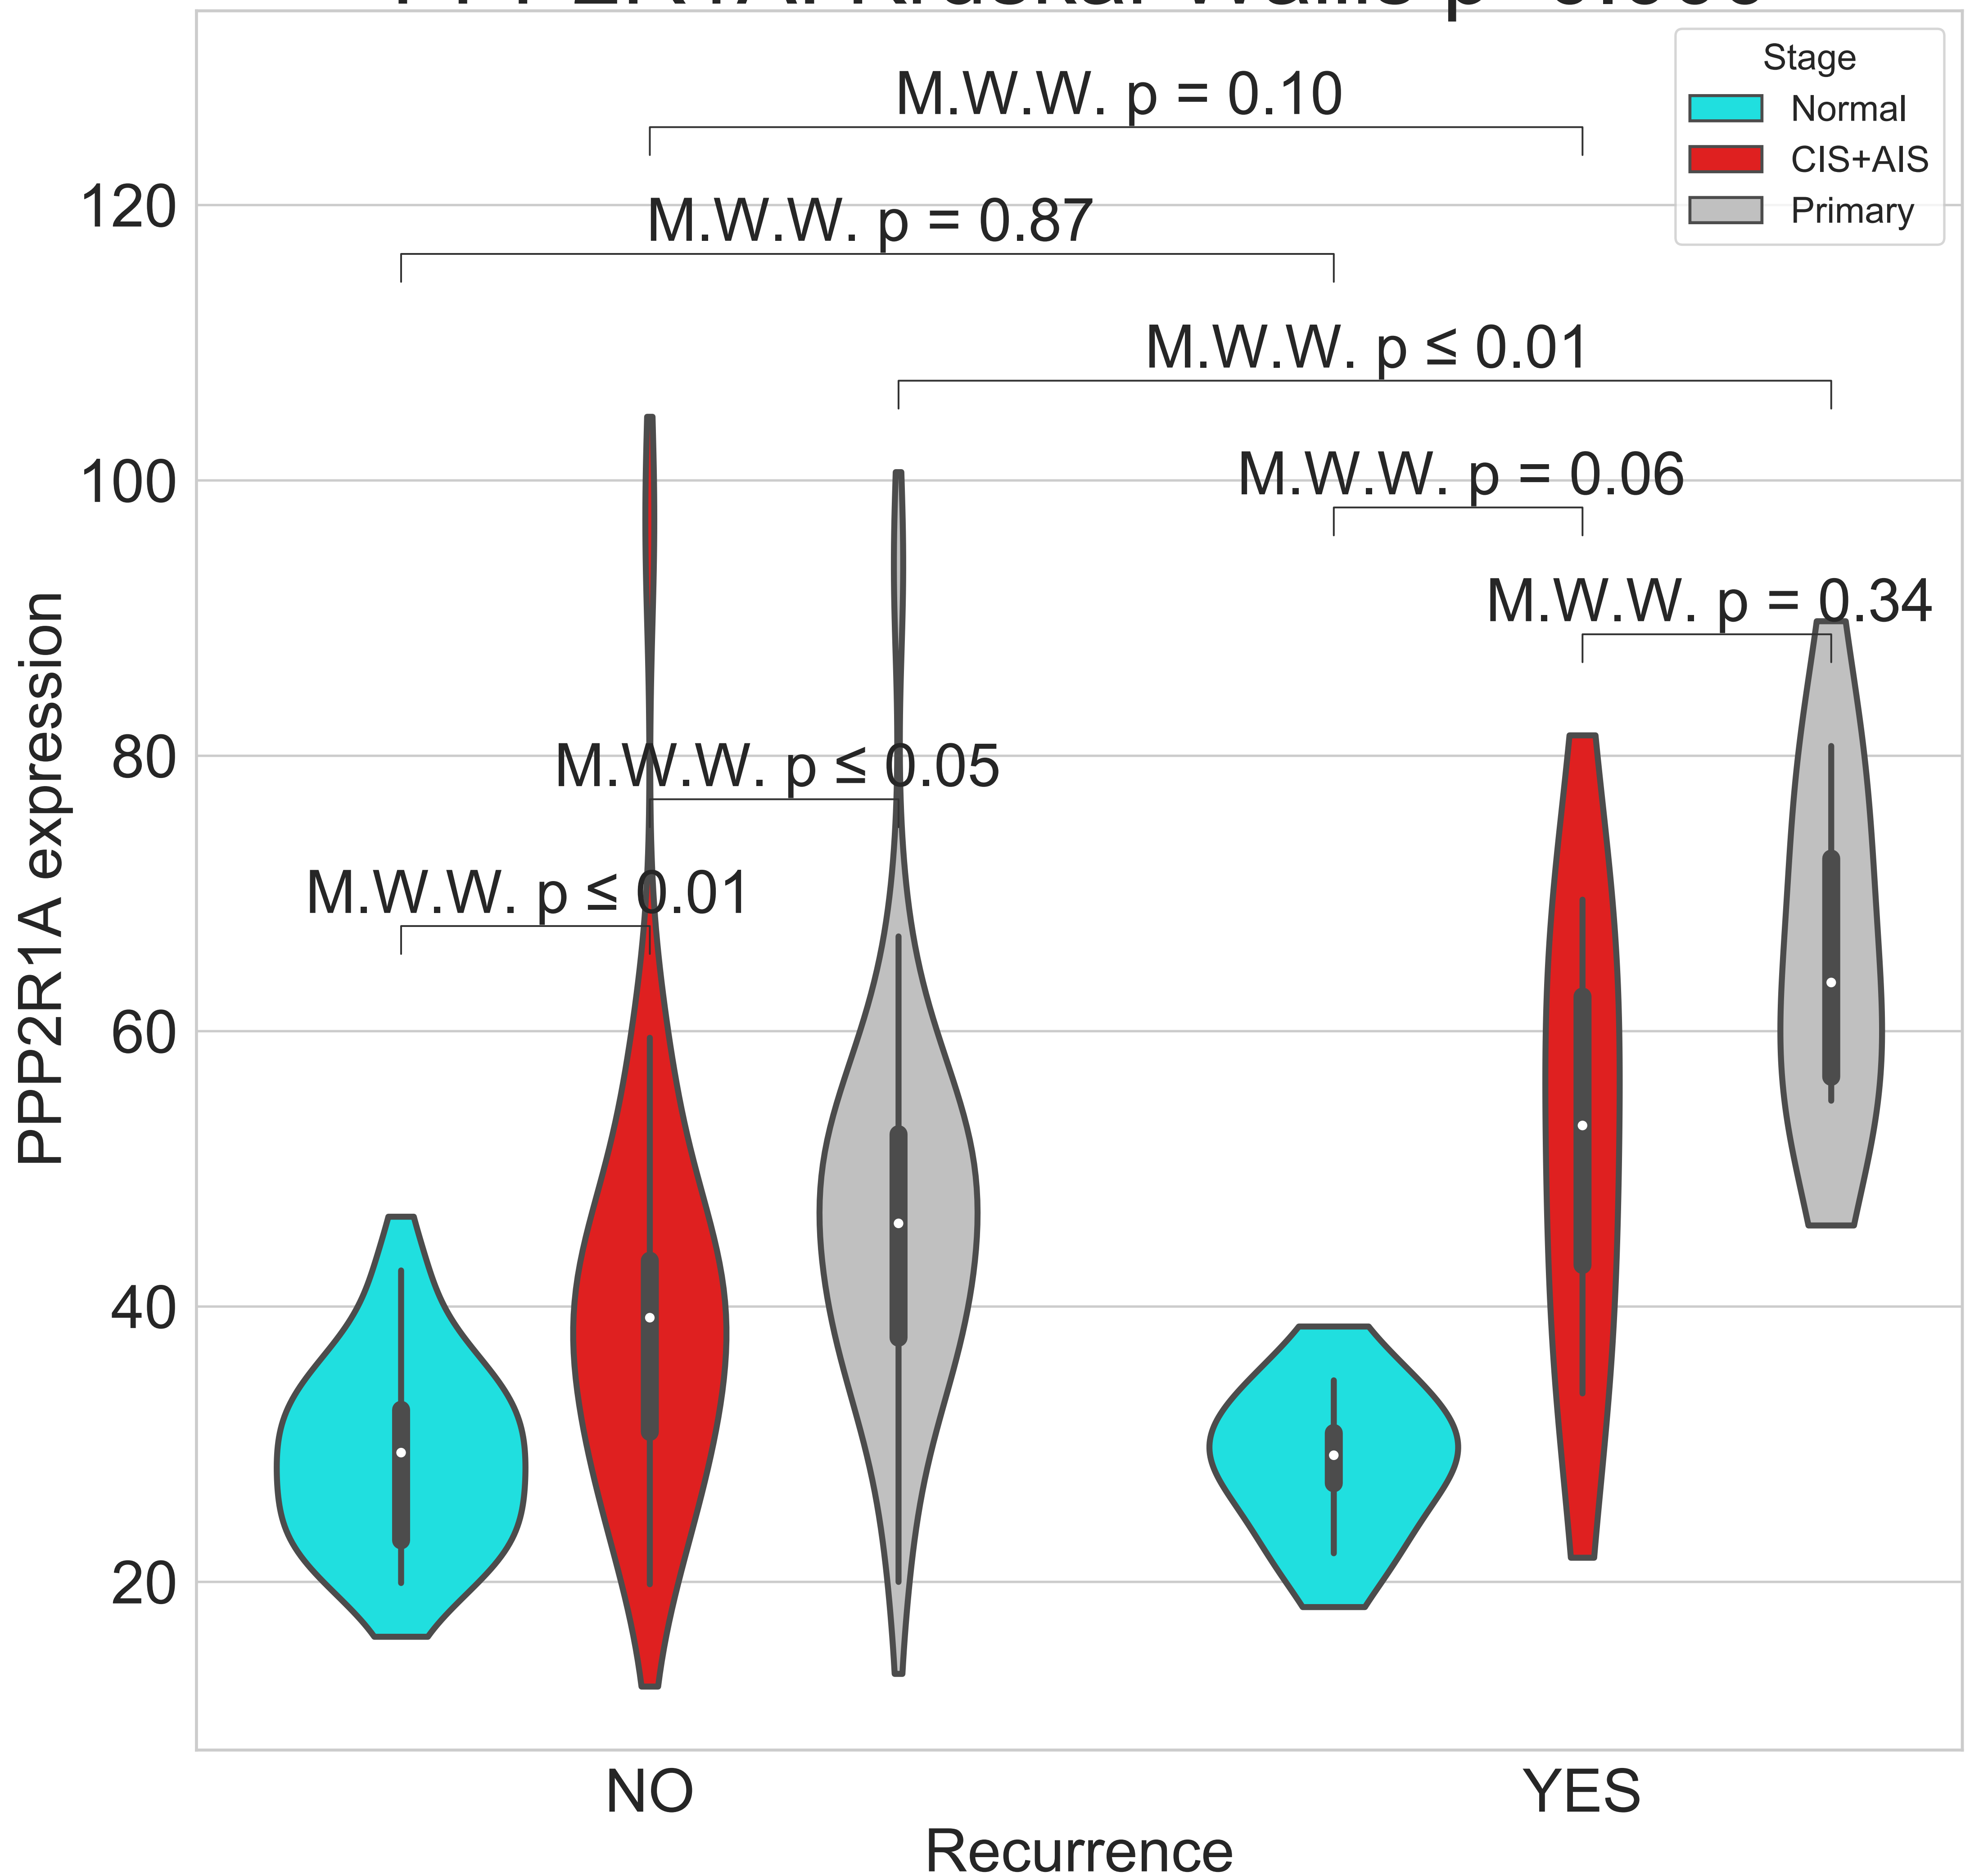 Stage
Normal
CIS+AIS
Primary
M.W.W. p = 0.10
M.W.W. p = 0.87
M.W.W. p ≤ 0.01
M.W.W. p = 0.06
M.W.W. p = 0.34
M.W.W. p ≤ 0.05
M.W.W. p ≤ 0.01
120
100
80
60
40
20
PPP2R1A expression
NO
YES
Recurrence